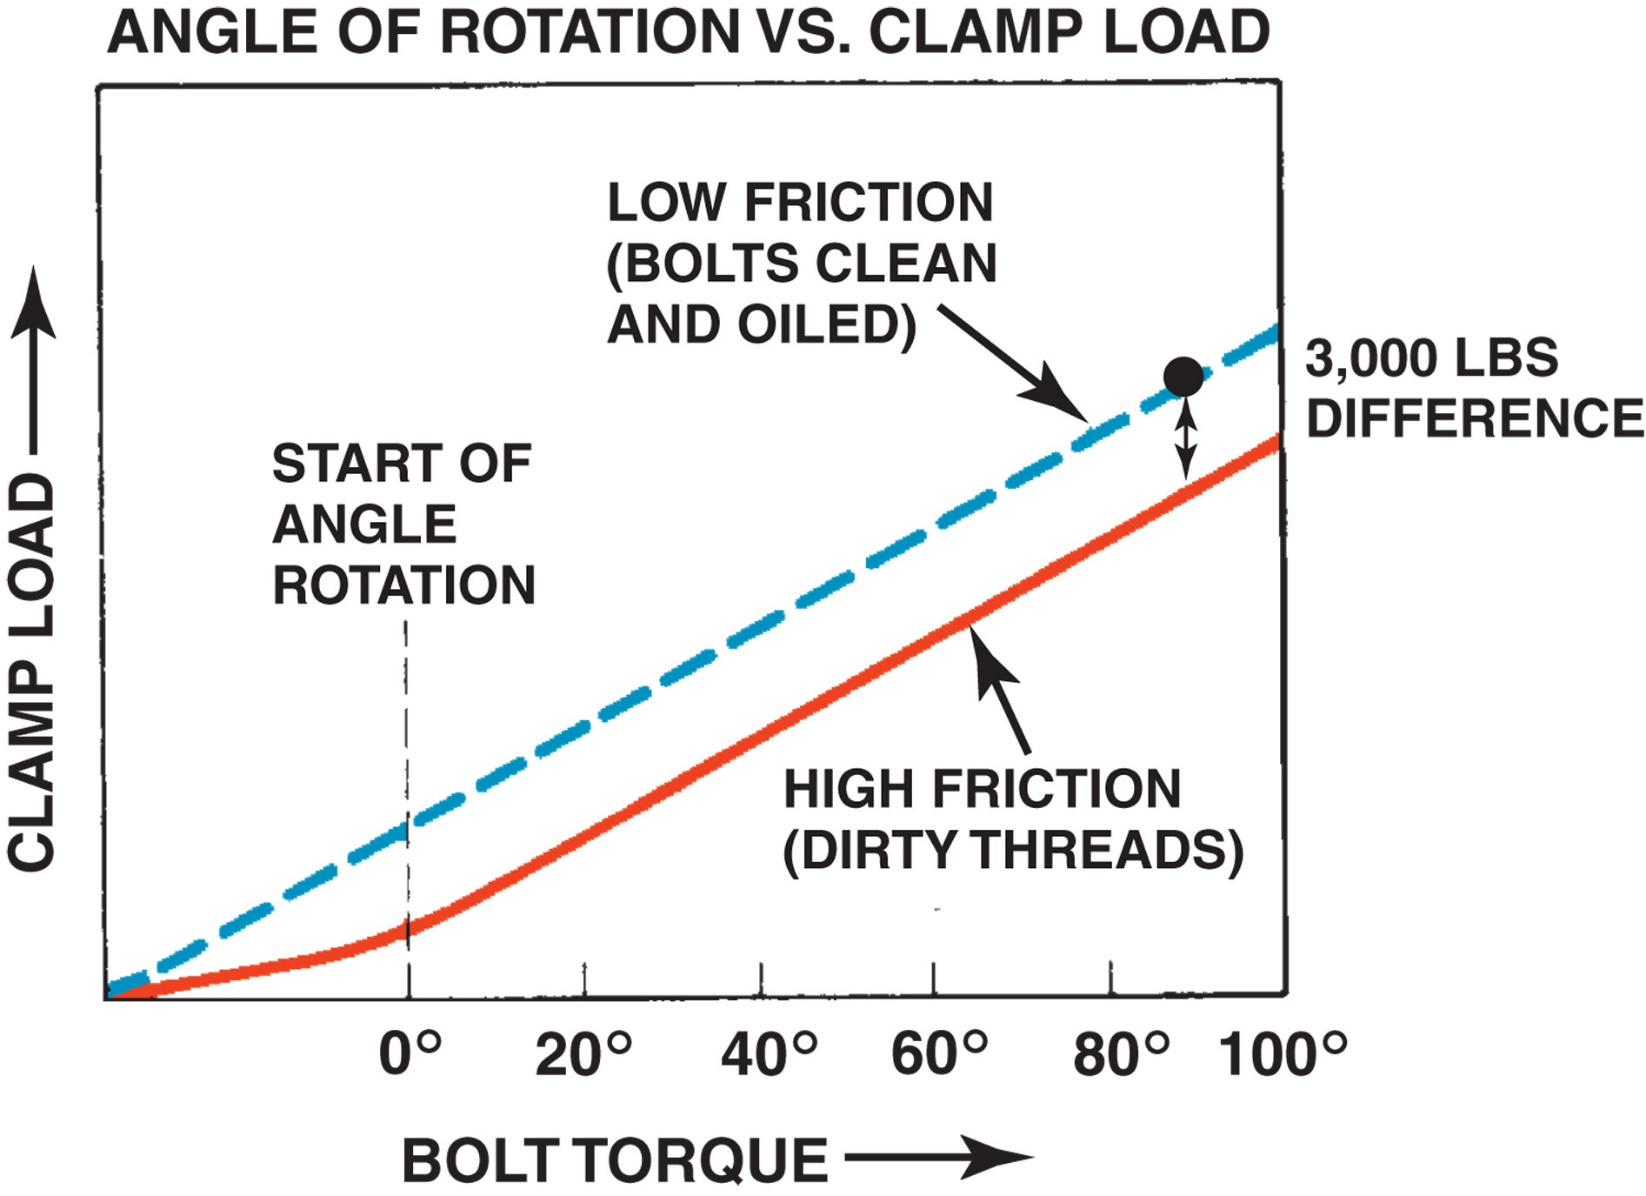 ANGLE OF ROTATION VS. CLAMP LOAD
LOW FRICTION
(BOLTS CLEAN
AND OILED)
3,000 LBS
DIFFERENCE
START OF
ANGLE
ROTATION
CLAMP LOAD
HIGH FRICTION
(DIRTY THREADS)
0° 20° 40° 60° 80° 100°
BOLT TORQUE